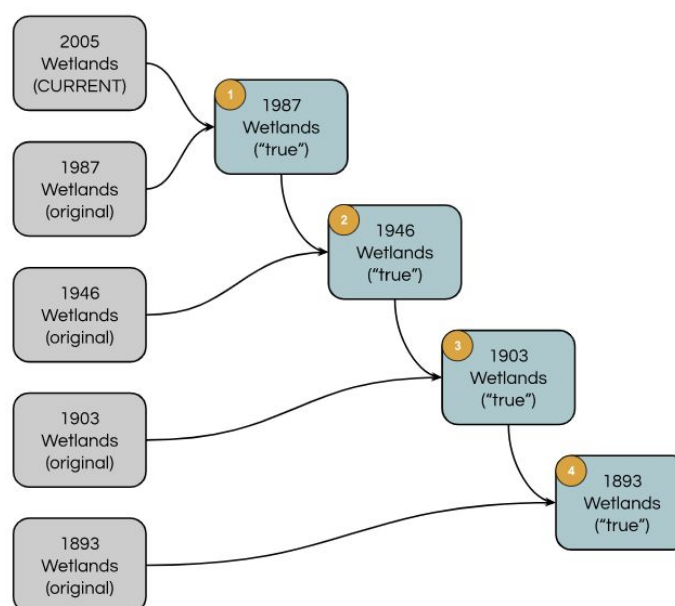 2005
Wetlands
(CURRENT)
1
1987
Wetlands
("true")
1987
Wetlands
(original)
2
1946
Wetlands
("true")
1946
Wetlands
(original)
3
1903
Wetlands
("true")
1903
Wetlands
(original)
4
1893
Wetlands
("true")
1893
Wetlands
(original)